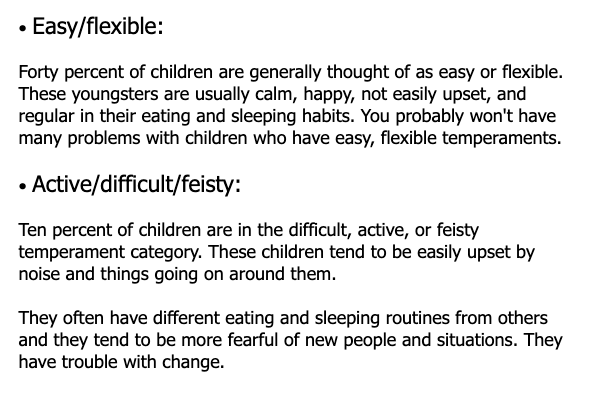 • Easy/flexible:
Forty percent of children are generally thought of as easy or flexible.
These youngsters are usually calm, happy, not easily upset, and
regular in their eating and sleeping habits. You probably won't have
many problems with children who have easy, flexible temperaments.
• Active/difficult/feisty:
Ten percent of children are in the difficult, active, or feisty
temperament category. These children tend to be easily upset by
noise and things going on around them.
They often have different eating and sleeping routines from others
and they tend to be more fearful of new people and situations. They
have trouble with change.